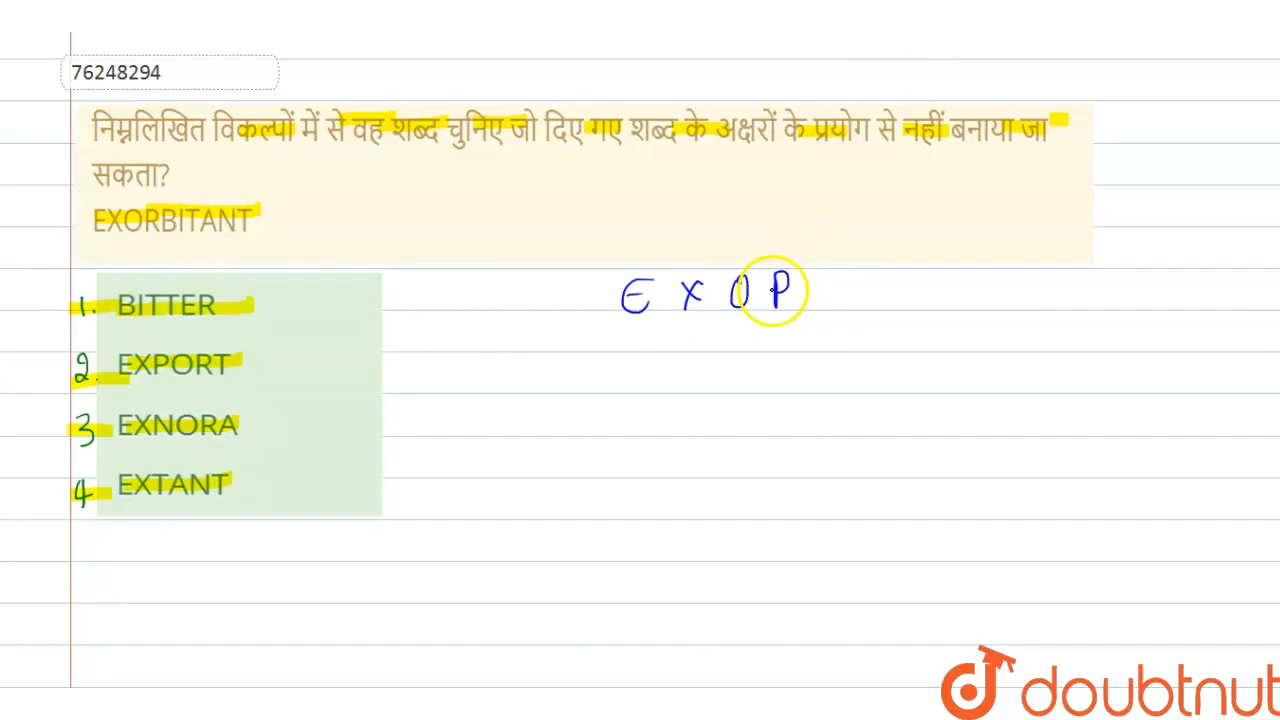 76248294
निम्नलिखित विकल्पों में से वह शब्द चुनिए जो दिए गए शब्द के अक्षरों के प्रयोग से नहीं बनाया जा
सकता?
EXORBITANT
1. BITTER
E X O P
2. EXPORT
3 EXNORA
4 EXTANT
doubtnut